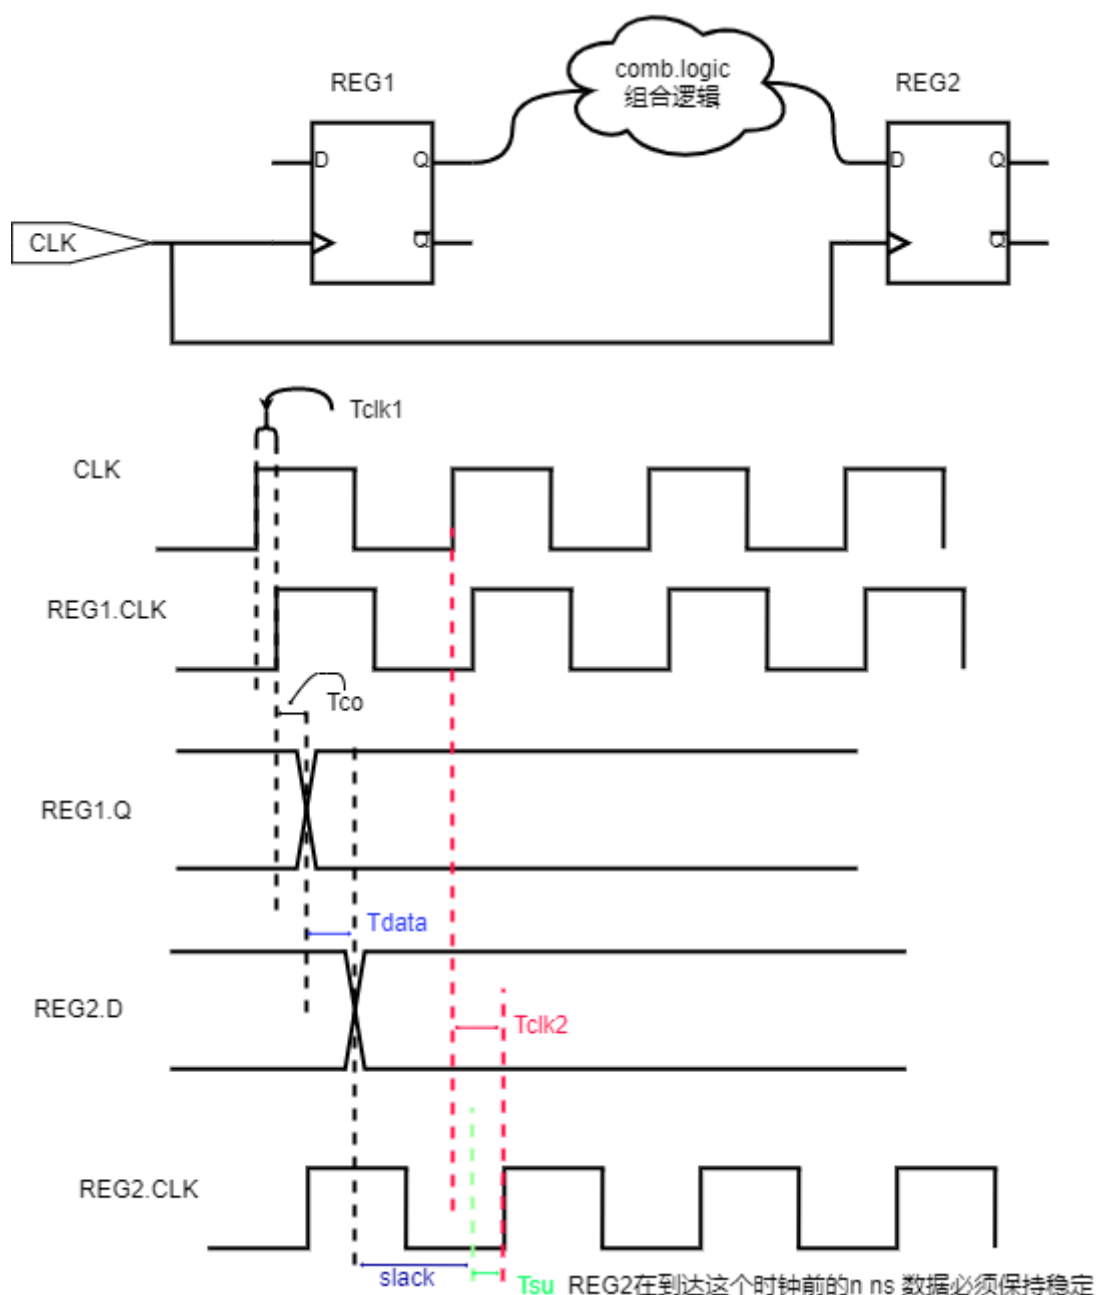 comb.logic
组合逻辑
REG1
REG2
D
Q
D
Q
CLK
Q
Q
Tclk1
CLK
REG1.CLK
Tco
REG1.Q
Tdata
REG2.D
Tclk2
REG2.CLK
slack
Tsu REG2在到达这个时钟前的n ns 数据必须保持稳定